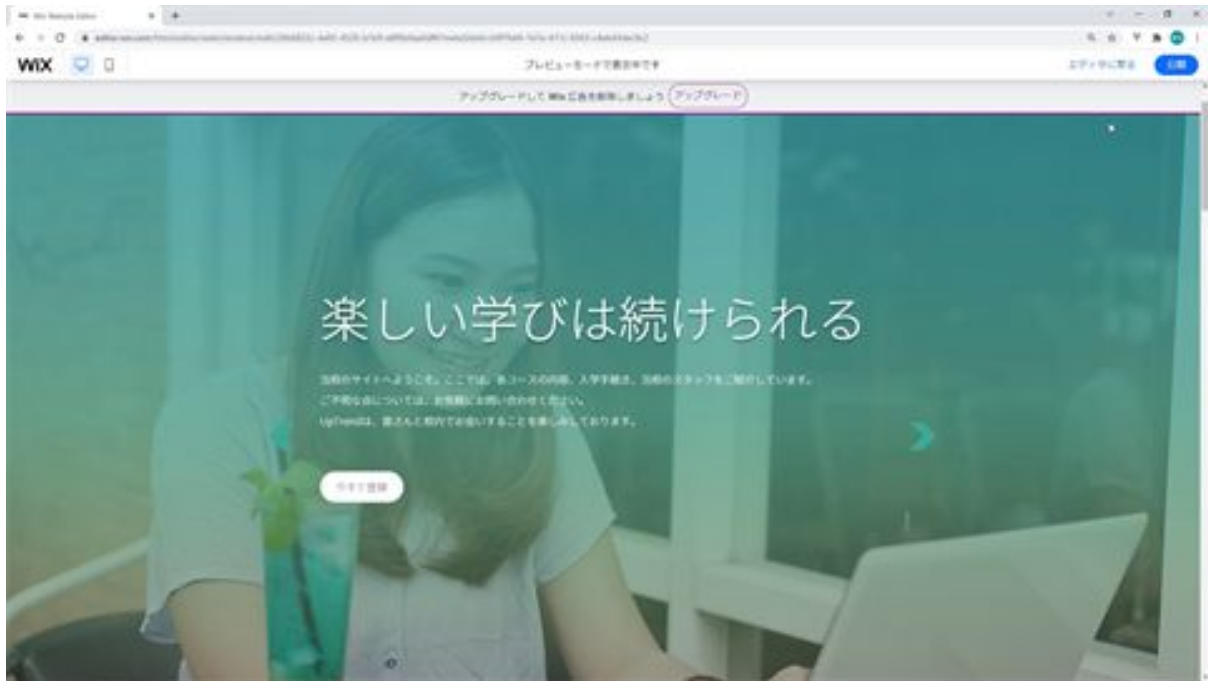 WiX
プレビューモードで表示中です
エディタに戻る
公開
アップグレードして Wix 広告を削除しましょう
アップグレード
楽しい学びは続けられる
当校のサイトへようこそ。ここでは、各コースの内容、入学手続き、当校のスタッフをご紹介しています。
ご不明な点については、お気軽にお問い合わせください。
UpTrendは、皆さんと校内でお会いすることを楽しみしております。
今すぐ登録